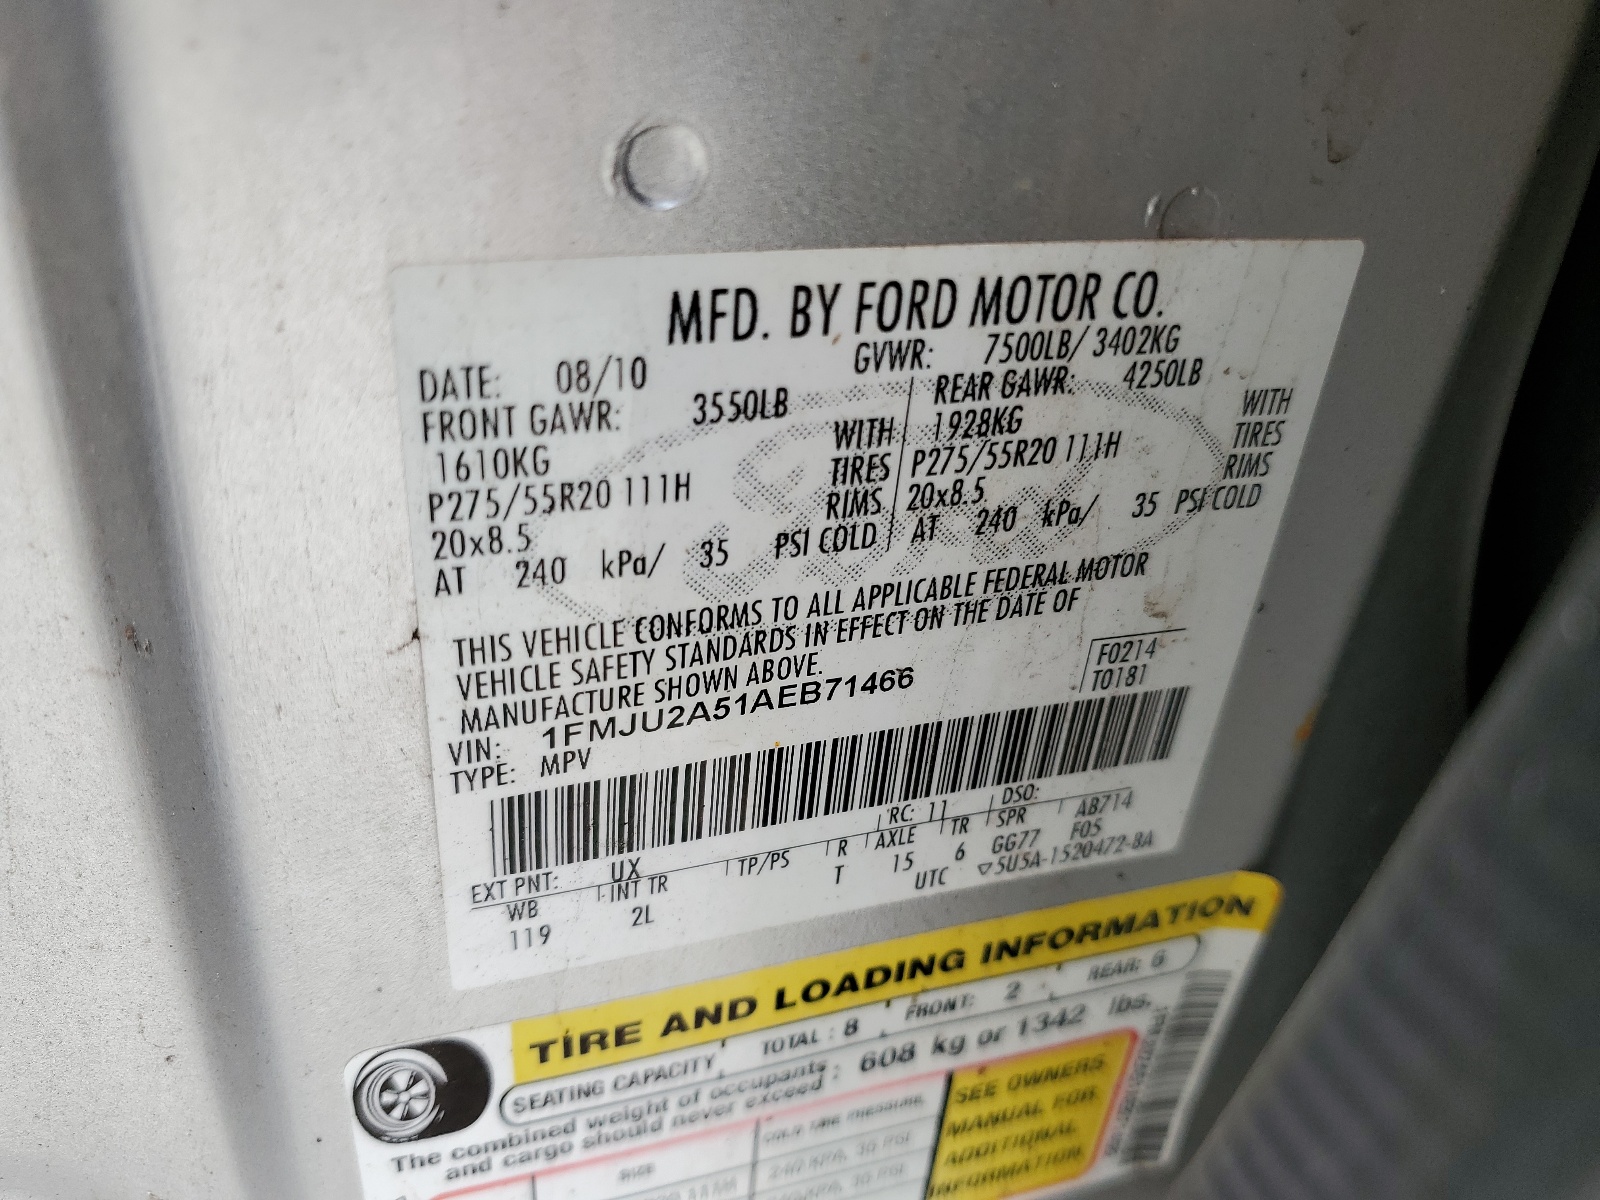 MFD. BY FORD MOTOR CO.
DATE: 08/10 GVWR: 7500LB/ 3402KG
FRONT GAWR: 3550LB REAR GAWR: 4250LB
1610KG WITH 1928KG WITH
P275/55R20 111H TIRES P275/55R20 111H TIRES
20x8.5 RIMS 20x8.5 RIMS
AT 240 kPa/ 35 PSI COLD AT 240 kPa/ 35 PSI COLD
THIS VEHICLE CONFORMS TO ALL APPLICABLE FEDERAL MOTOR
VEHICLE SAFETY STANDARDS IN EFFECT ON THE DATE OF
MANUFACTURE SHOWN ABOVE.
F0214
VIN: 1FMJU2A51AEB71466 T0181
TYPE: MPV
RC: 11 DSO:
EXT PNT: UX AB714
WB INT TR TP/PS R AXLE TR SPR F05
119 2L T 15 6 GG77
UTC ▽5U5A-1520472-BA
TIRE AND LOADING INFORMATION
SEATING CAPACITY TOTAL : 8 FRONT: 2 REAR: 6
The combined weight of occupants and cargo should never exceed : 608 kg or 1342 lbs.
SIZE COLD TIRE PRESSURE
SEE OWNERS
MANUAL FOR
ADDITIONAL
INFORMATION